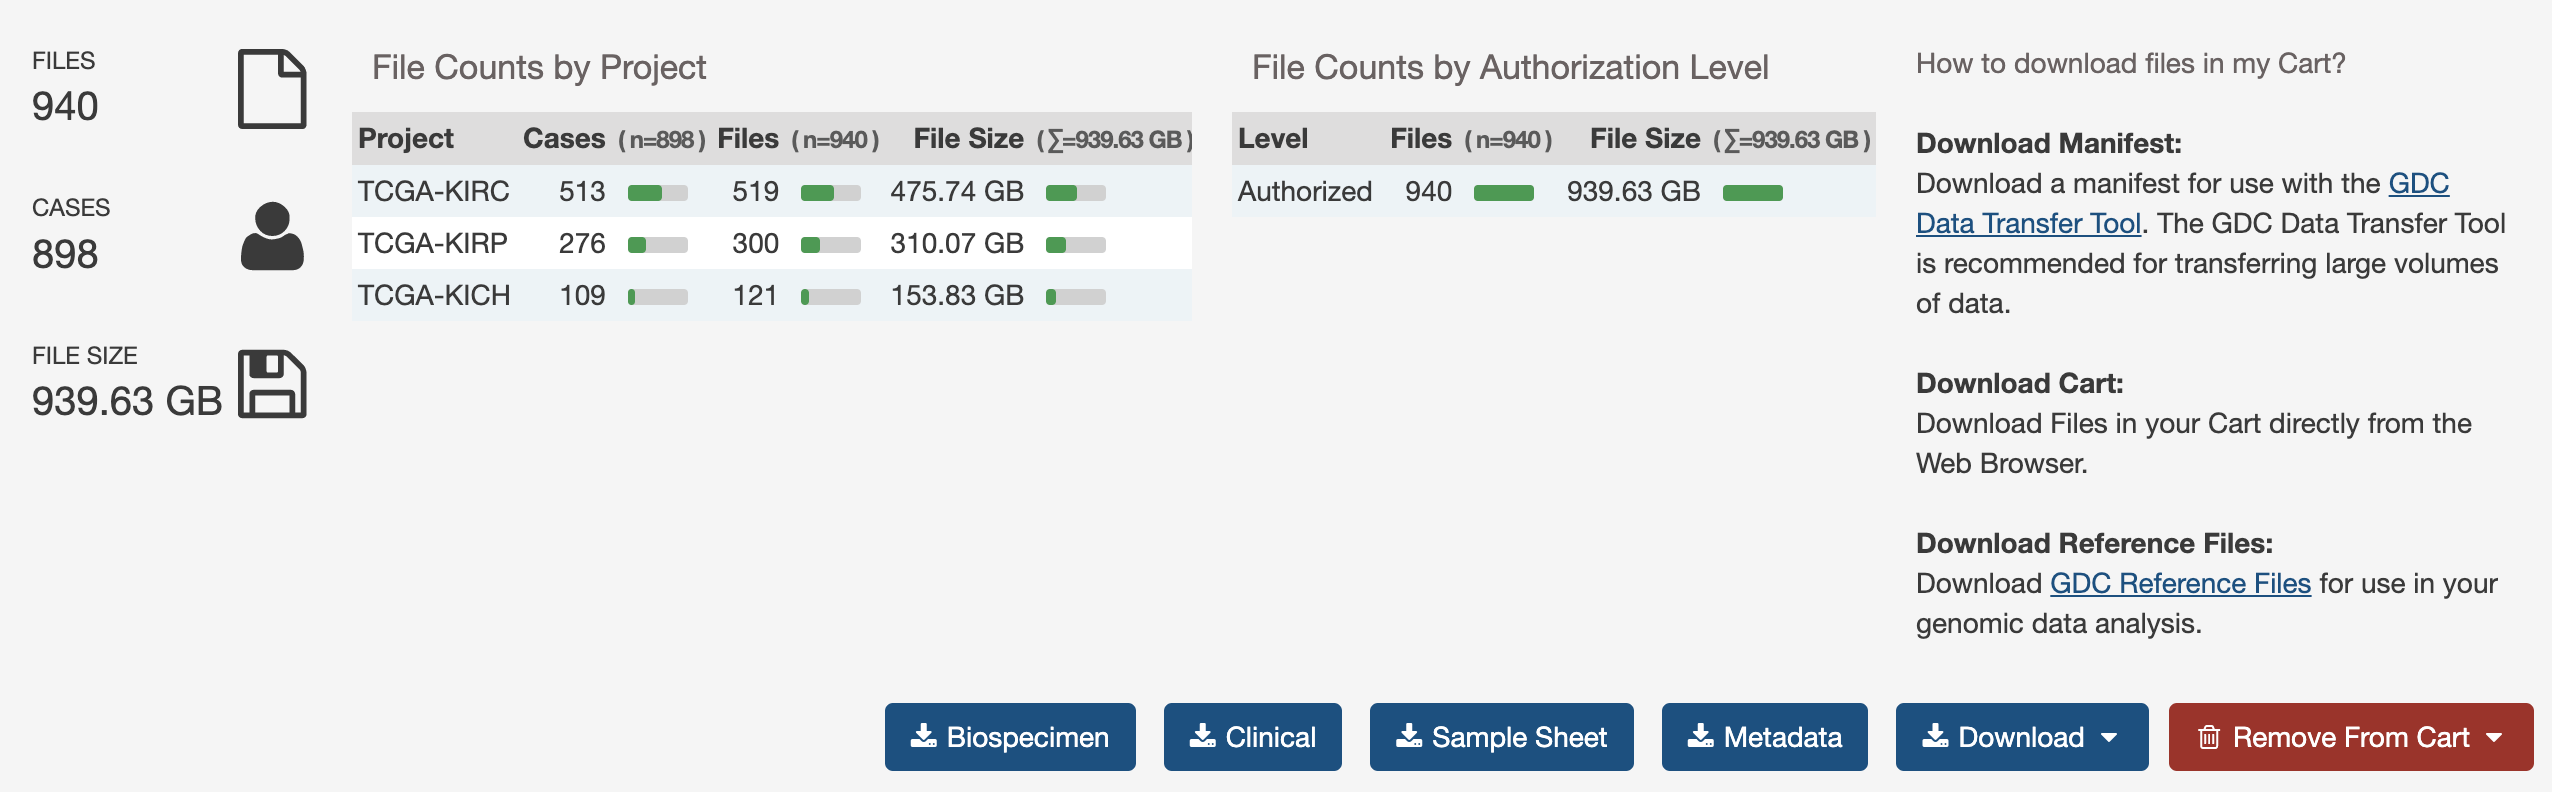 FILES
940
CASES
898
FILE SIZE
939.63 GB
File Counts by Project
Project Cases (n=898) Files (n=940) File Size (∑=939.63 GB)
TCGA-KIRC 513 519 475.74 GB
TCGA-KIRP 276 300 310.07 GB
TCGA-KICH 109 121 153.83 GB
File Counts by Authorization Level
Level Files (n=940) File Size (∑=939.63 GB)
Authorized 940 939.63 GB
How to download files in my Cart?
Download Manifest:
Download a manifest for use with the GDC
Data Transfer Tool. The GDC Data Transfer Tool
is recommended for transferring large volumes
of data.
Download Cart:
Download Files in your Cart directly from the
Web Browser.
Download Reference Files:
Download GDC Reference Files for use in your
genomic data analysis.
Biospecimen Clinical Sample Sheet Metadata Download Remove From Cart